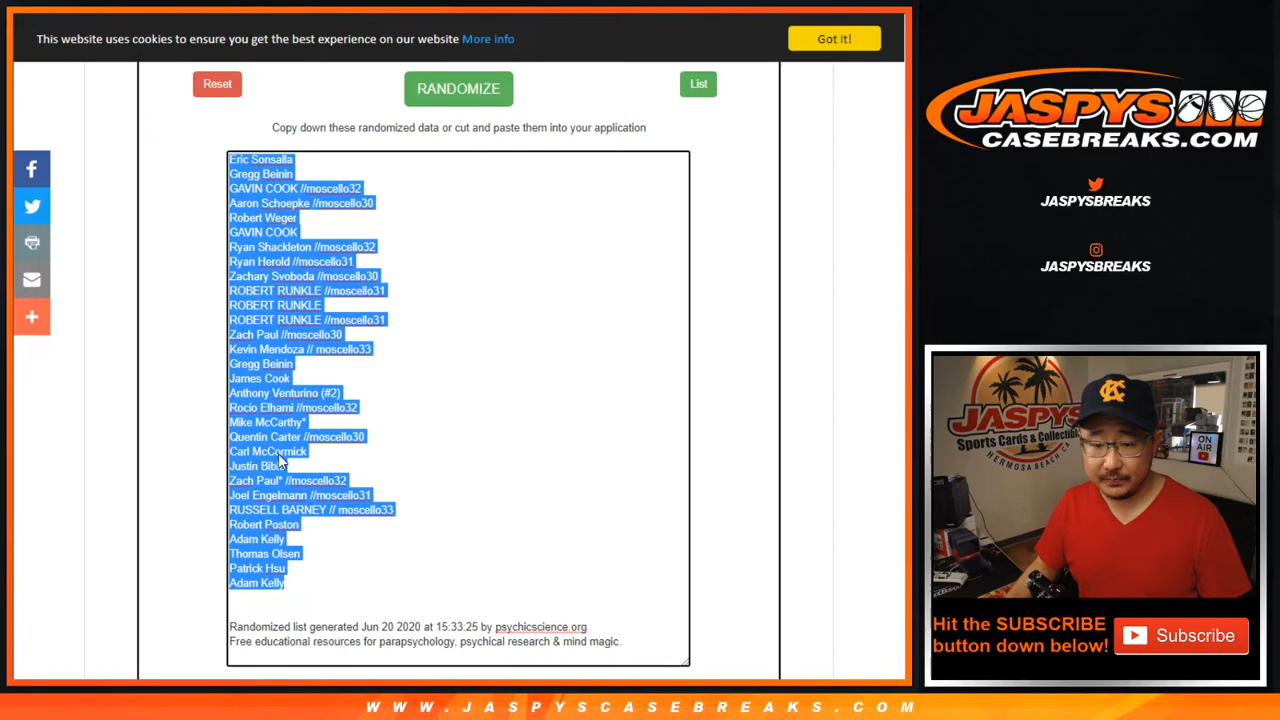 This website uses cookies to ensure you get the best experience on our website More info
Got it!
Reset
RANDOMIZE
List
Copy down these randomized data or cut and paste them into your application
Eric Sonsalla
Gregg Beinin
GAVIN COOK //moscello32
Aaron Schoepke //moscello30
Robert Weger
GAVIN COOK
Ryan Shackleton //moscello32
Ryan Herold //moscello31
Zachary Svoboda //moscello30
ROBERT RUNKLE //moscello31
ROBERT RUNKLE
ROBERT RUNKLE //moscello31
Zach Paul //moscello30
Kevin Mendoza // moscello33
Gregg Beinin
James Cook
Anthony Venturino (#2)
Rocio Elhami //moscello32
Mike McCarthy*
Quentin Carter //moscello30
Carl McCormick
Justin
Zach Paul* //moscello32
Joel Engelmann //moscello31
RUSSELL BARNEY // moscello33
Robert Poston
Adam Kelly
Thomas Olsen
Patrick Hsu
Adam Kelly
Randomized list generated Jun 20 2020 at 15:33:25 by psychicscience.org
Free educational resources for parapsychology, psychical research & mind magic.
JASPYS
CASEBREAKS.COM
JASPYSBREAKS
JASPYSBREAKS
JASPYS
Sports Cards & Collectibles
HERMOSA BEACH, CA
KC
ON AIR
Hit the SUBSCRIBE
button down below!
Subscribe
WWW.JASPYSCASEBREAKS.COM